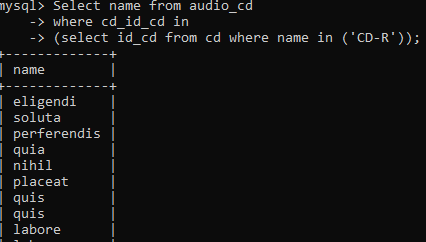 mysql> Select name from audio_cd
    -> where cd_id_cd in
    -> (select id_cd from cd where name in ('CD-R'));
+-------------+
| name        |
+-------------+
| eligendi    |
| soluta      |
| perferendis |
| quia        |
| nihil       |
| placeat     |
| quis        |
| quis        |
| labore      |